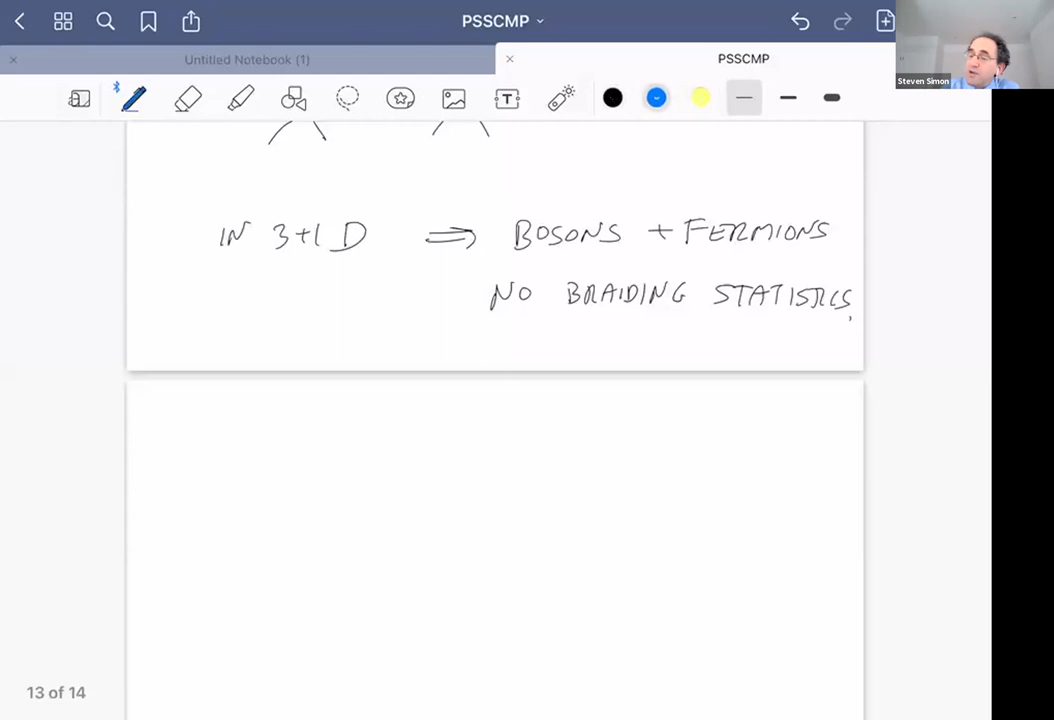 PSSCMP
Untitled Notebook (1)
PSSCMP
Steven Simon
T
IN 3+1 D ⇒ BOSONS + FERMIONS
NO BRAIDING STATISTICS
13 of 14